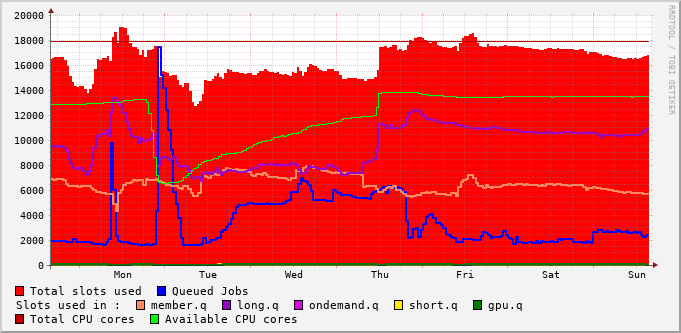 20000
18000
16000
14000
12000
10000
8000
6000
4000
2000
0
Mon Tue Wed Thu Fri Sat Sun
RRDTOOL / TOBI OETIKER
Total slots used Queued Jobs
Slots used in : member.q long.q ondemand.q short.q gpu.q
Total CPU cores Available CPU cores